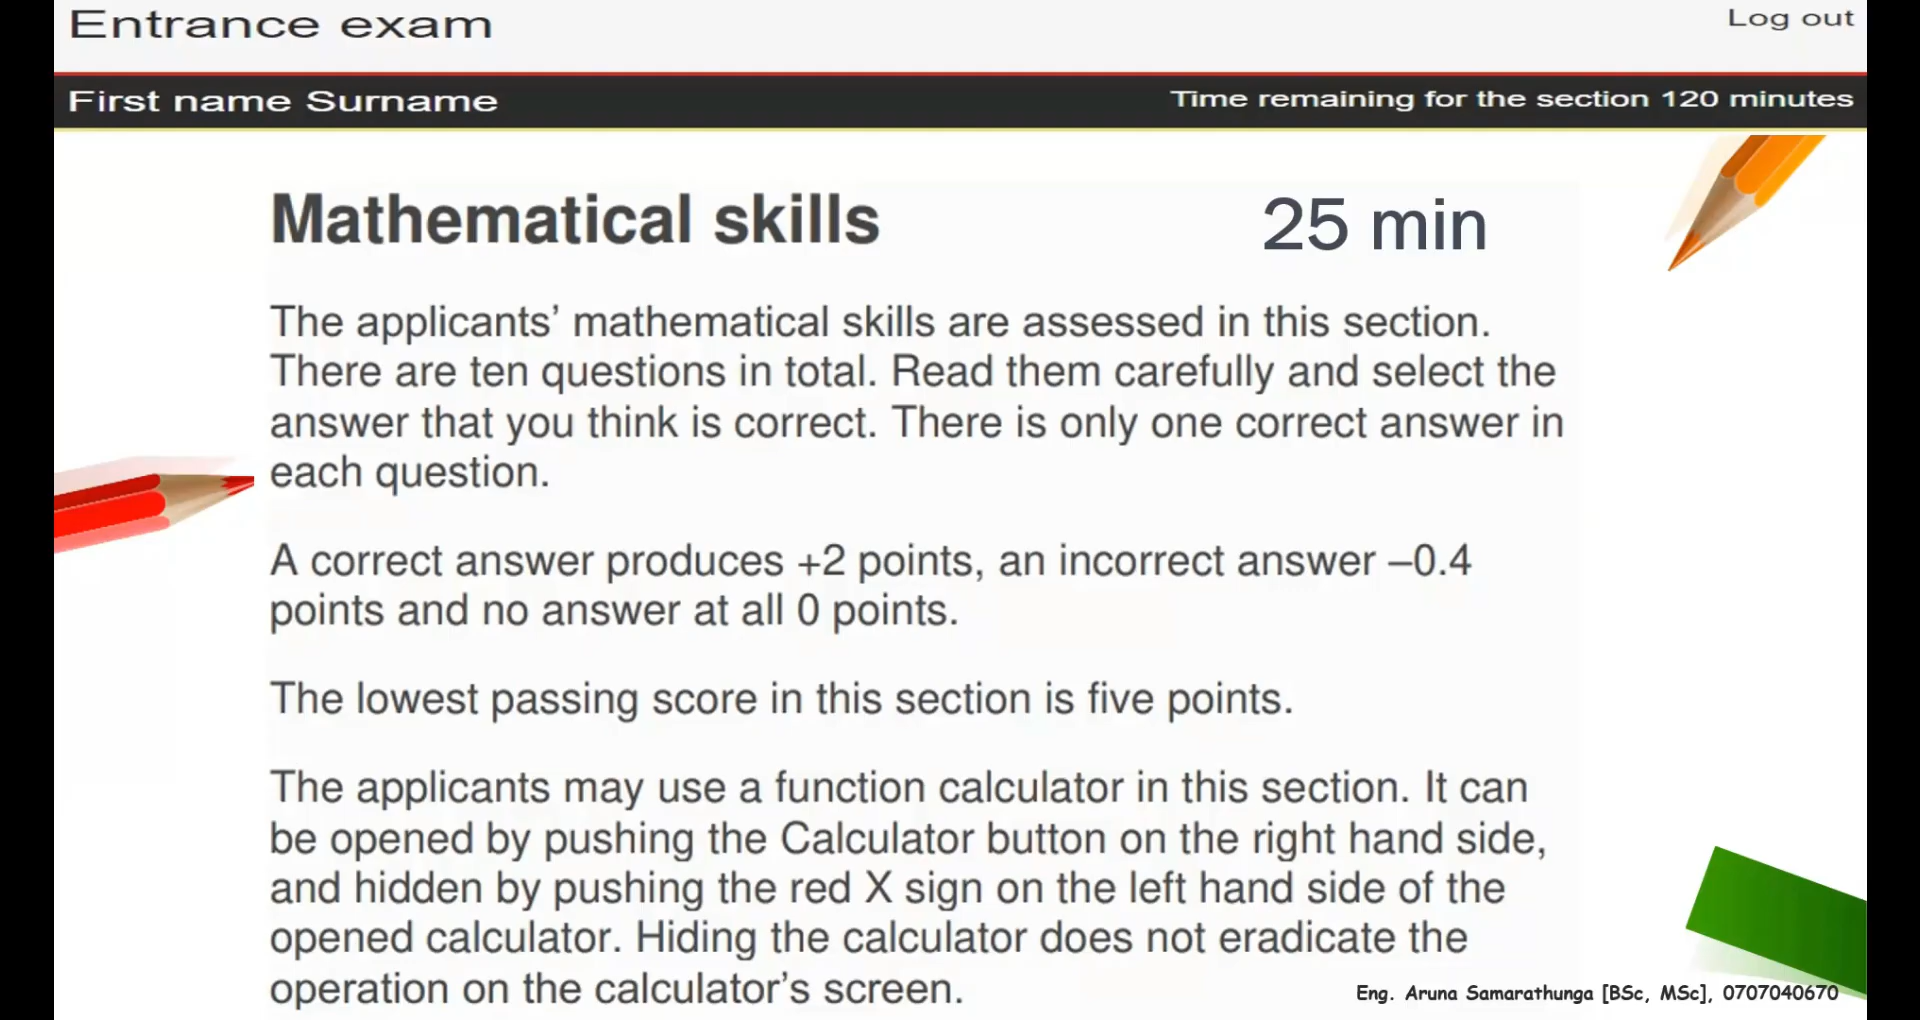 Entrance exam
Log out
First name Surname
Time remaining for the section 120 minutes
Mathematical skills
25 min
The applicants’ mathematical skills are assessed in this section.
There are ten questions in total. Read them carefully and select the
answer that you think is correct. There is only one correct answer in
each question.
A correct answer produces +2 points, an incorrect answer –0.4
points and no answer at all 0 points.
The lowest passing score in this section is five points.
The applicants may use a function calculator in this section. It can
be opened by pushing the Calculator button on the right hand side,
and hidden by pushing the red X sign on the left hand side of the
opened calculator. Hiding the calculator does not eradicate the
operation on the calculator’s screen.
Eng. Aruna Samarathunga [BSc, MSc], 0707040670